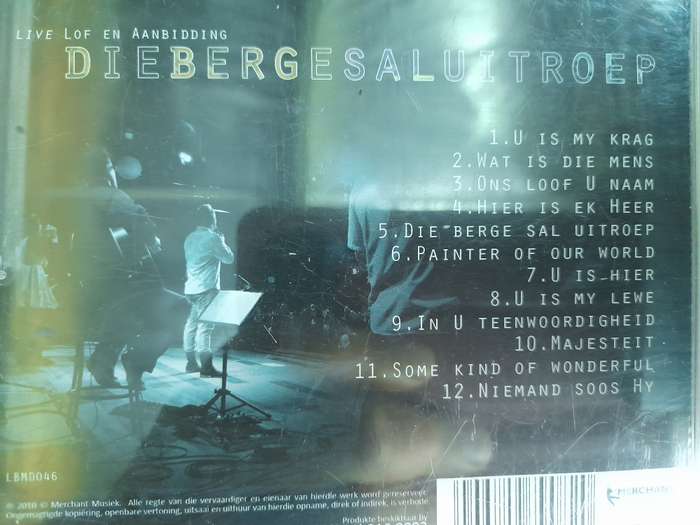 LIVE LOF EN AANBIDDING
DIEBERGESALUITROEP
1.U IS MY KRAG
2.WAT IS DIE MENS
3.ONS LOOF U NAAM
4.HIER IS EK HEER
5.DIE BERGE SAL UITROEP
6.PAINTER OF OUR WORLD
7.U IS HIER
8.U IS MY LEWE
9.IN U TEENWOORDIGHEID
10.MAJESTEIT
11.SOME KIND OF WONDERFUL
12.NIEMAND SOOS HY
LBMD046
℗ 2010 © Merchant Musiek. Alle regte van die vervaardiger en eienaar van hierdie werk word gereserveer.
Ongemagtigde kopiëring, openbare vertoning, uitsaai en uithuur van hierdie opname, direk of indirek, is verbode.
Produkte beskikbaar by
MERCHANT